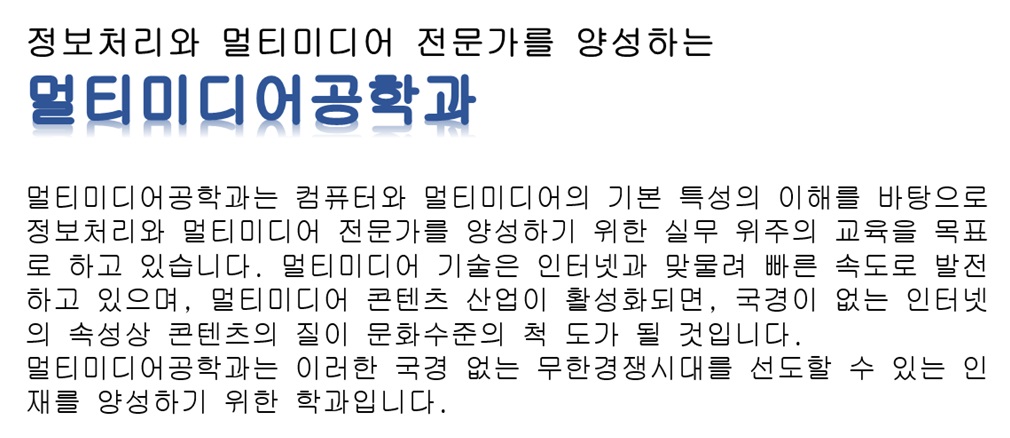 정보처리와 멀티미디어 전문가를 양성하는
멀티미디어공학과
멀티미디어공학과는 컴퓨터와 멀티미디어의 기본 특성의 이해를 바탕으로
정보처리와 멀티미디어 전문가를 양성하기 위한 실무 위주의 교육을 목표
로 하고 있습니다. 멀티미디어 기술은 인터넷과 맞물려 빠른 속도로 발전
하고 있으며, 멀티미디어 콘텐츠 산업이 활성화되면, 국경이 없는 인터넷
의 속성상 콘텐츠의 질이 문화수준의 척 도가 될 것입니다.
멀티미디어공학과는 이러한 국경 없는 무한경쟁시대를 선도할 수 있는 인
재를 양성하기 위한 학과입니다.